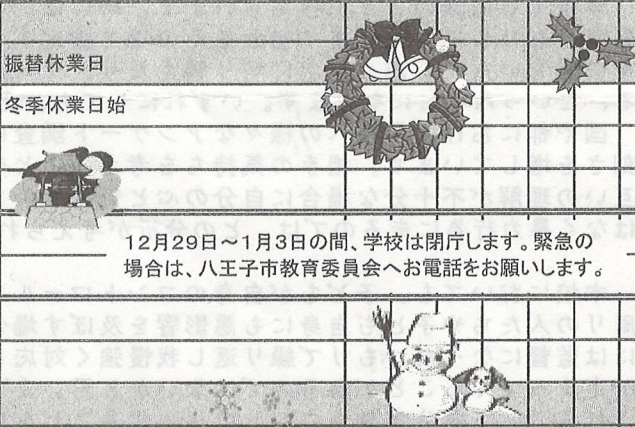 振替休業日
冬季休業日始
12月29日～1月3日の間、学校は閉庁します。緊急の
場合は、八王子市教育委員会へお電話をお願いします。